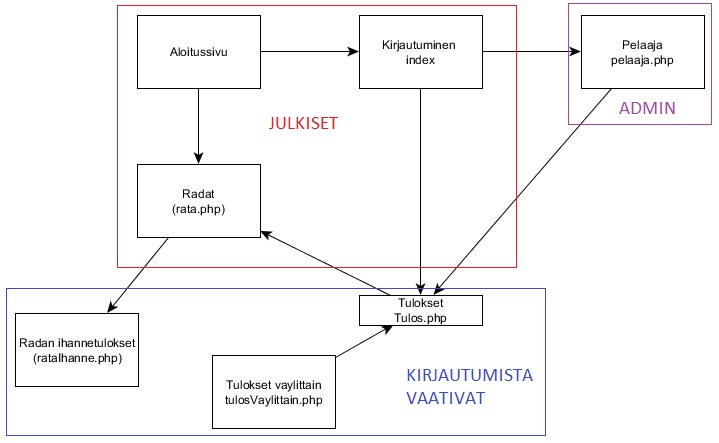 Aloitussivu
Kirjautuminen
index
Pelaaja
pelaaja.php
ADMIN
JULKISET
Radat
(rata.php)
Tulokset
Tulos.php
Radan ihannetulokset
(rataIhanne.php)
Tulokset vaylittain
tulosVaylittain.php
KIRJAUTUMISTA
VAATIVAT